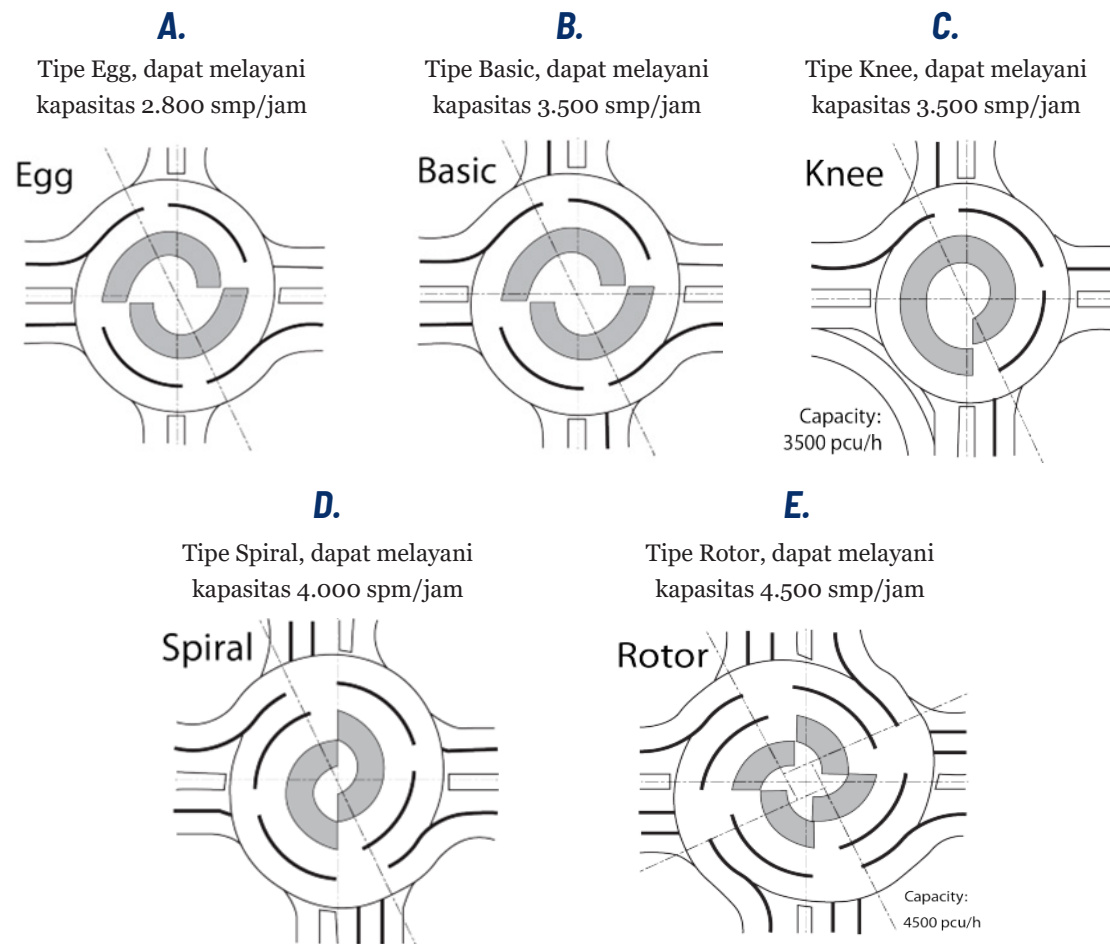 A.
Tipe Egg, dapat melayani
kapasitas 2.800 smp/jam
Egg
B.
Tipe Basic, dapat melayani
kapasitas 3.500 smp/jam
Basic
C.
Tipe Knee, dapat melayani
kapasitas 3.500 smp/jam
Knee
Capacity:
3500 pcu/h
D.
Tipe Spiral, dapat melayani
kapasitas 4.000 spm/jam
Spiral
E.
Tipe Rotor, dapat melayani
kapasitas 4.500 smp/jam
Rotor
Capacity:
4500 pcu/h